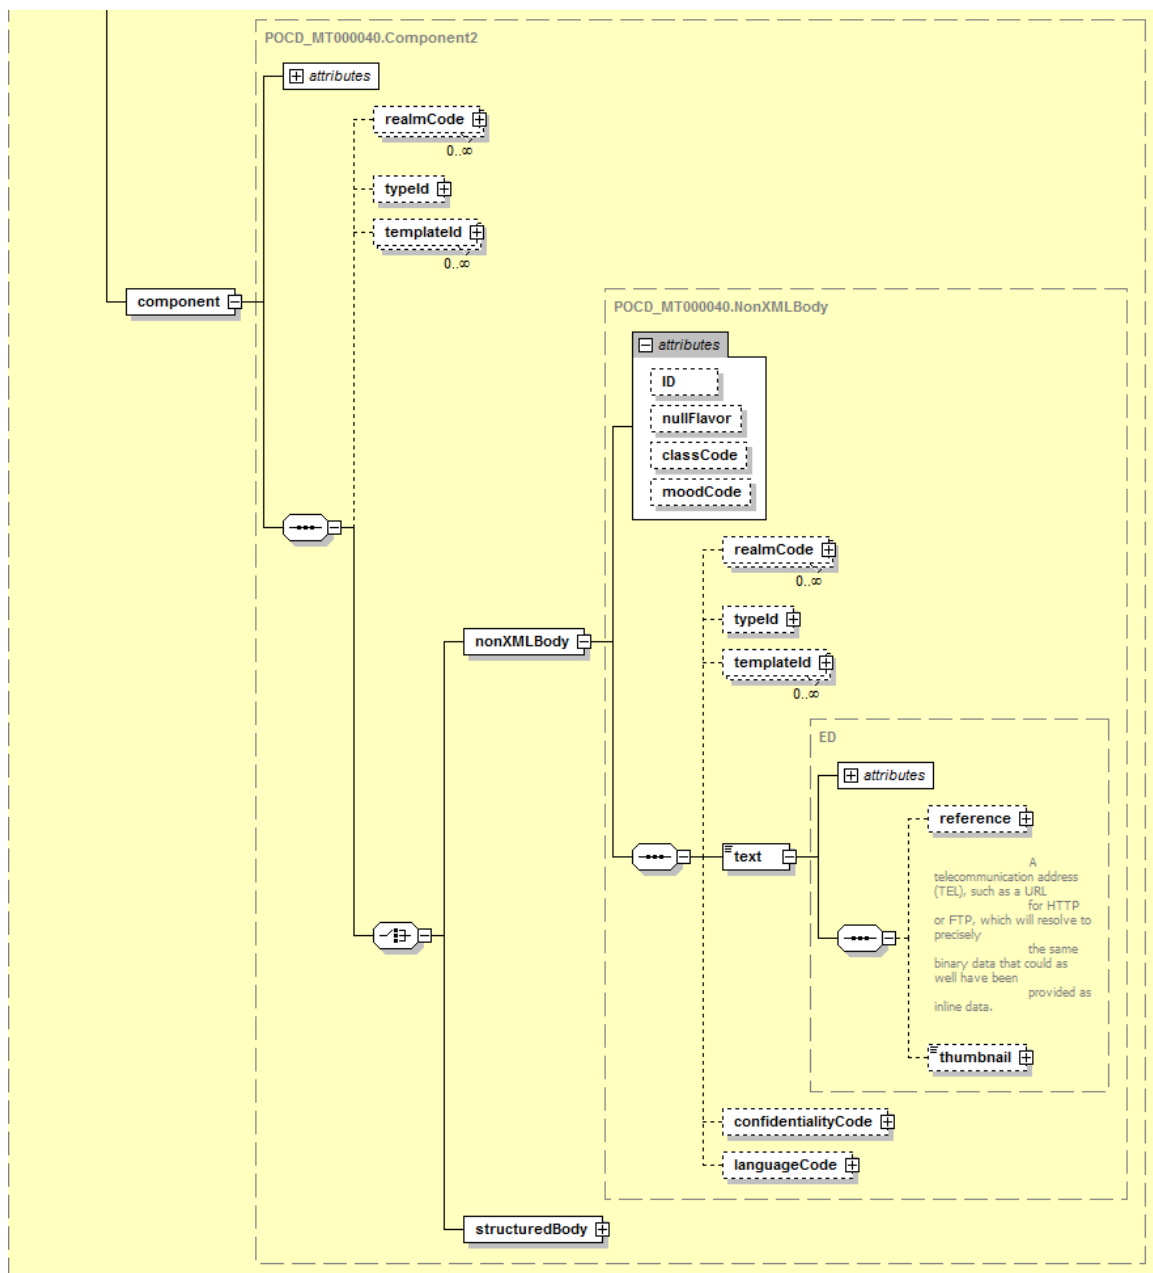 POCD_MT000040.Component2
attributes
realmCode
0..∞
typeId
templateId
0..∞
component
POCD_MT000040.NonXMLBody
attributes
ID
nullFlavor
classCode
moodCode
realmCode
0..∞
nonXMLBody
typeId
templateId
0..∞
ED
attributes
reference
text
A
telecommunication address
(TEL), such as a URL
for HTTP
or FTP, which will resolve to
precisely
the same
binary data that could as
well have been
provided as
inline data.
thumbnail
confidentialityCode
languageCode
structuredBody